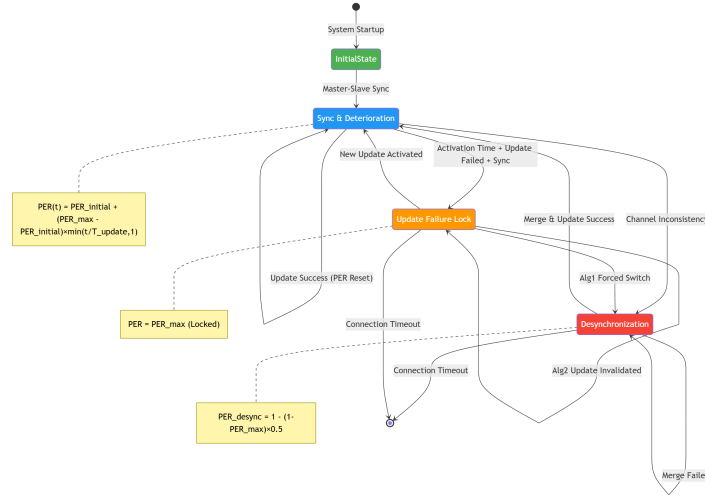 System Startup
InitialState
Master-Slave Sync
Sync & Deterioration
New Update Activated
Activation Time + Update
Failed + Sync
PER(t) = PER_initial +
(PER_max -
PER_initial)×min(t/T_update,1)
Update Failure Lock
Merge & Update Success
Channel Inconsistency
Update Success (PER Reset)
Alg1 Forced Switch
PER = PER_max (Locked)
Connection Timeout
Desynchronization
Connection Timeout
Alg2 Update Invalidated
PER_desync = 1 - (1-
PER_max)×0.5
Merge Faile